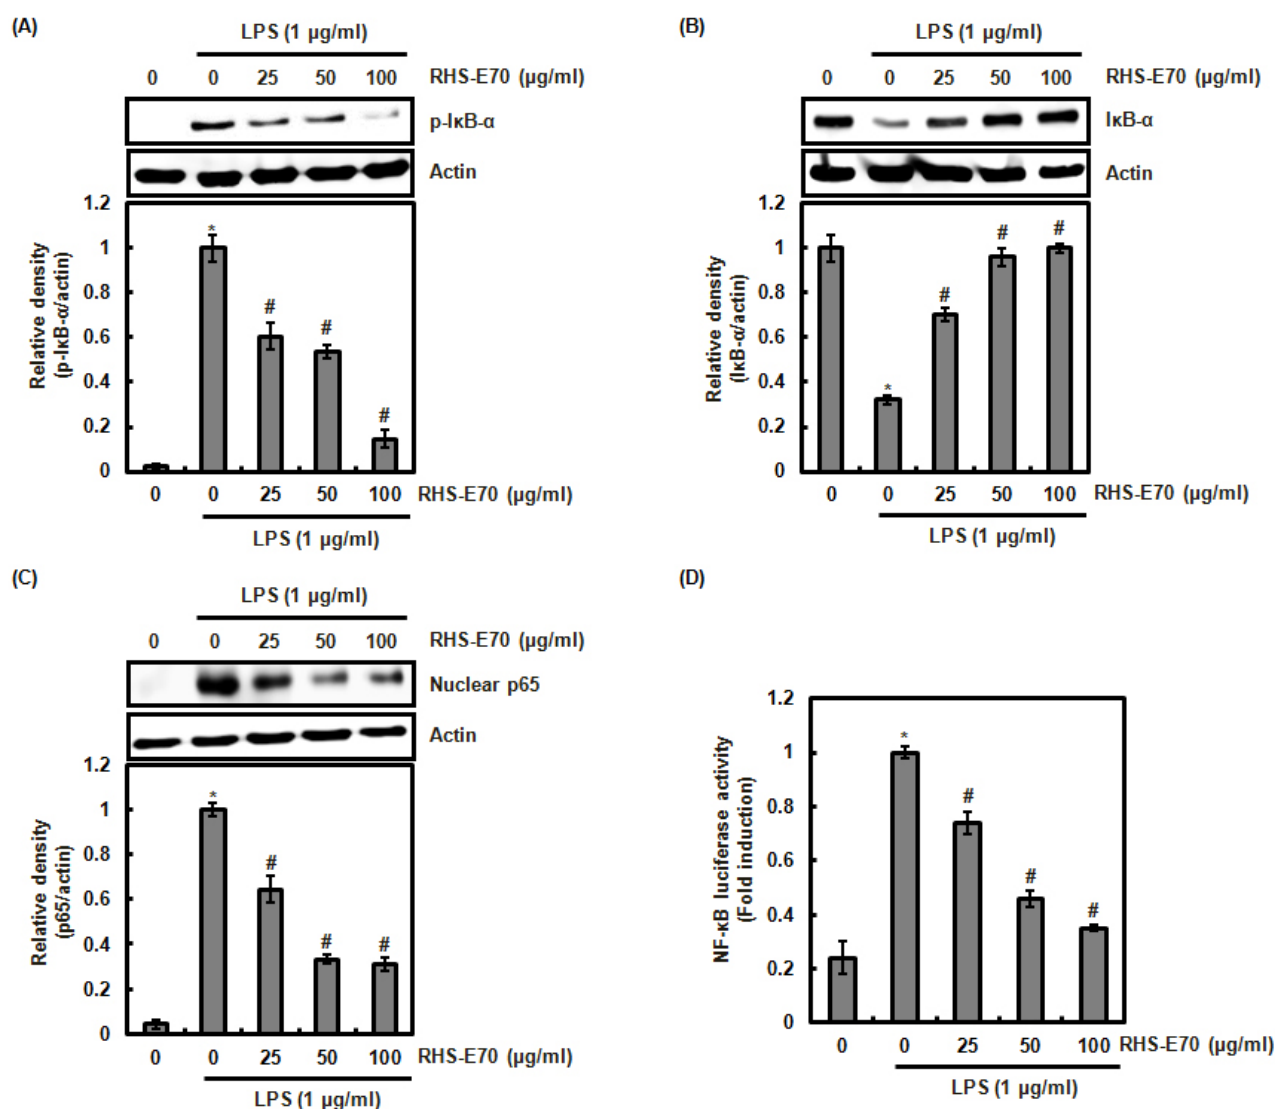 (A)
LPS (1 µg/ml)
0 0 25 50 100 RHS-E70 (µg/ml)
p-IκB-α
Actin
1.2
1
0.8
0.6
0.4
0.2
0
Relative density
(p-IκB-α/actin)
*
#
#
#
0 0 25 50 100 RHS-E70 (µg/ml)
LPS (1 µg/ml)
(B)
LPS (1 µg/ml)
0 0 25 50 100 RHS-E70 (µg/ml)
IκB-α
Actin
1.2
1
0.8
0.6
0.4
0.2
0
Relative density
(IκB-α/actin)
*
#
#
#
0 0 25 50 100 RHS-E70 (µg/ml)
LPS (1 µg/ml)
(C)
LPS (1 µg/ml)
0 0 25 50 100 RHS-E70 (µg/ml)
Nuclear p65
Actin
1.2
1
0.8
0.6
0.4
0.2
0
Relative density
(p65/actin)
*
#
#
#
0 0 25 50 100 RHS-E70 (µg/ml)
LPS (1 µg/ml)
(D)
1.2
1
0.8
0.6
0.4
0.2
0
NF-κB luciferase activity
(Fold induction)
*
#
#
#
0 0 25 50 100 RHS-E70 (µg/ml)
LPS (1 µg/ml)